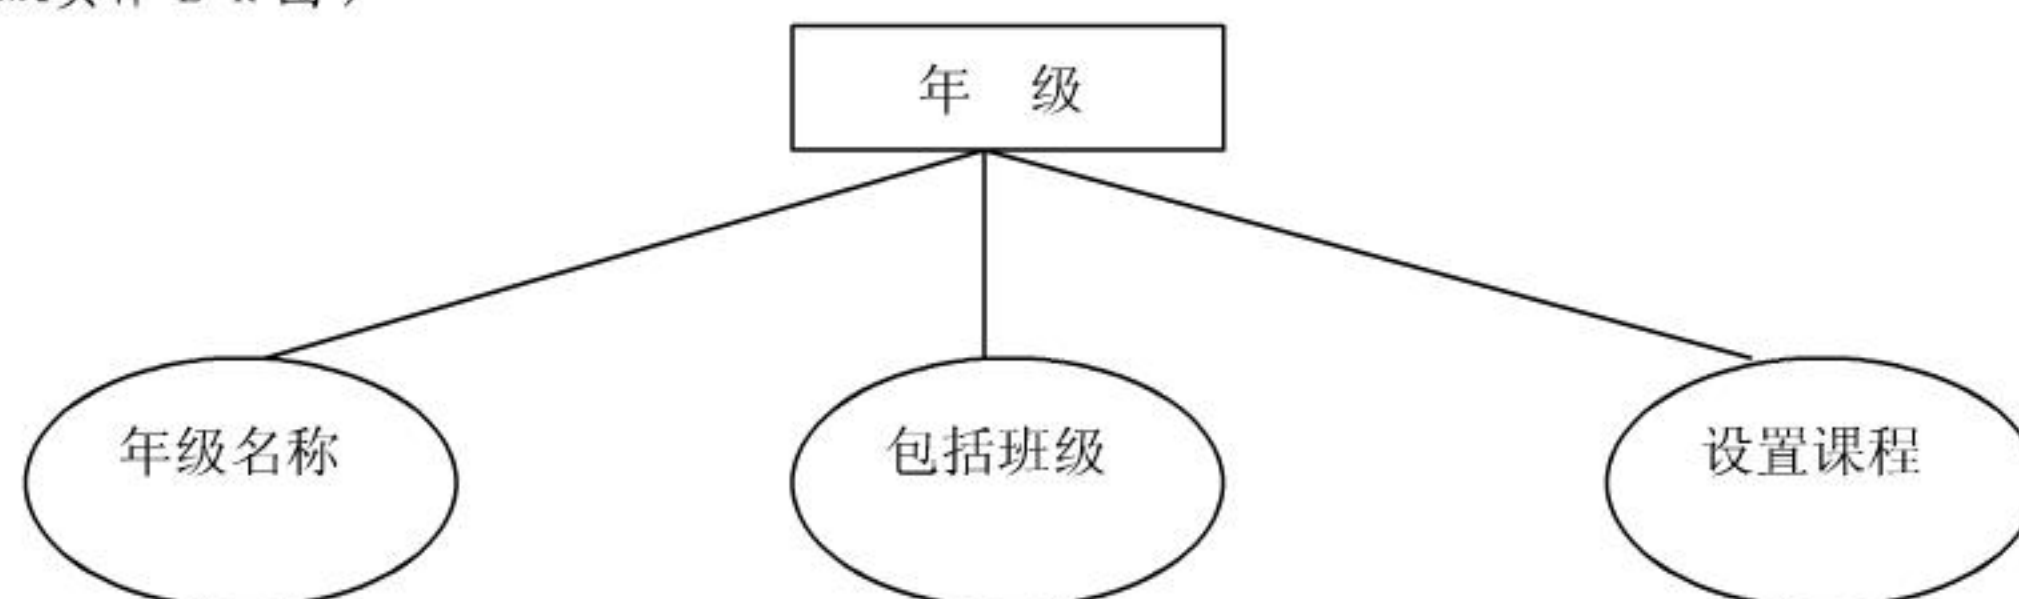 年 级
年级名称 包括班级 设置课程